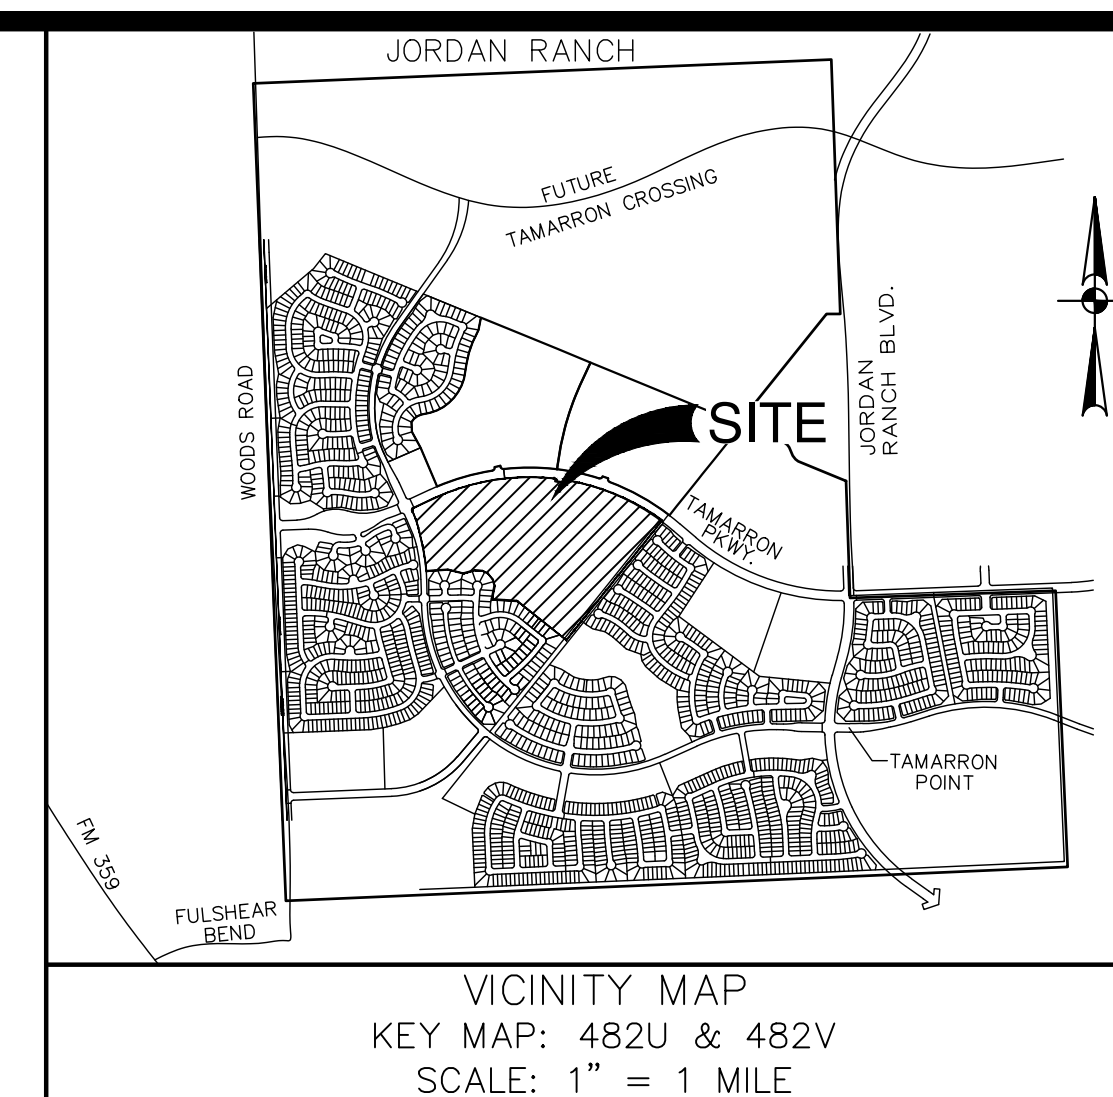 JORDAN RANCH
FUTURE
TAMARRON CROSSING
JORDAN
RANCH BLVD.
WOODS ROAD
SITE
TAMARRON
PKWY.
TAMARRON
POINT
FM 359
FULSHEAR
BEND
VICINITY MAP
KEY MAP: 482U & 482V
SCALE: 1” = 1 MILE